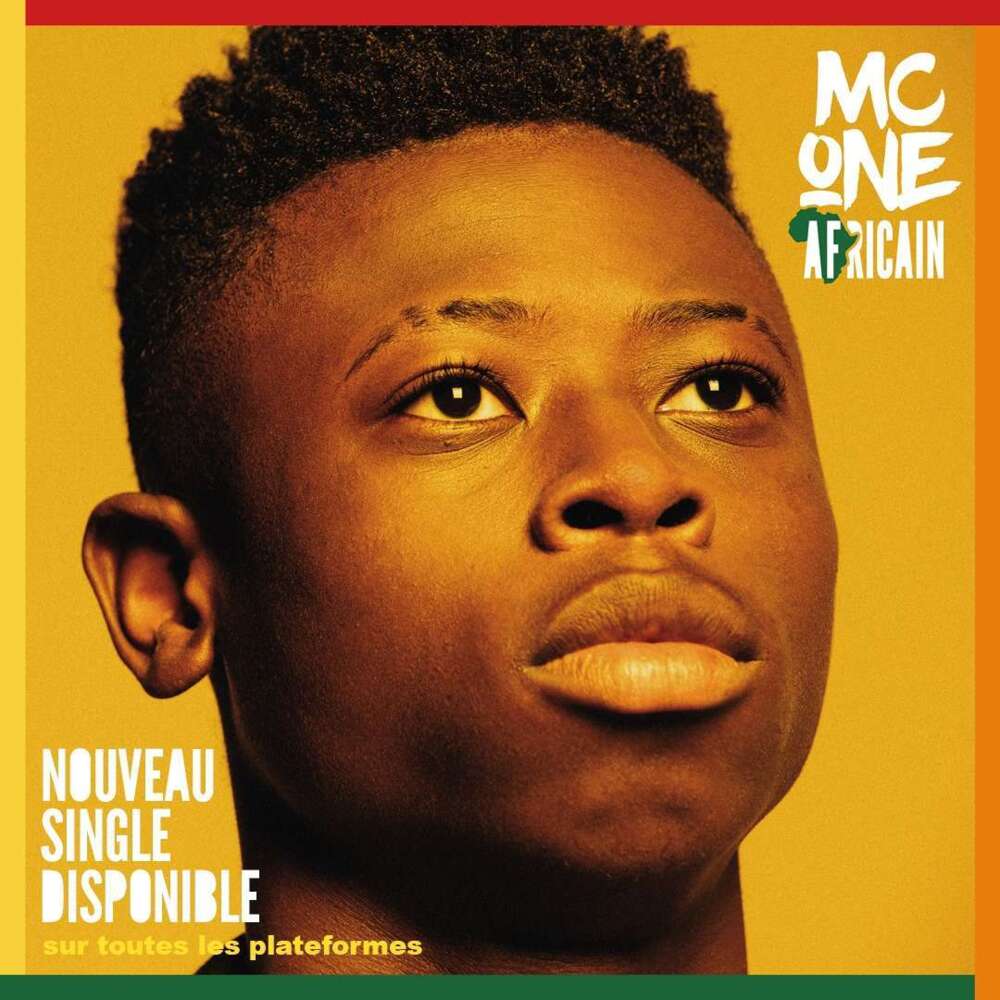 MC
ONE
AFRICAIN
NOUVEAU
SINGLE
DISPONIBLE
sur toutes les plateformes